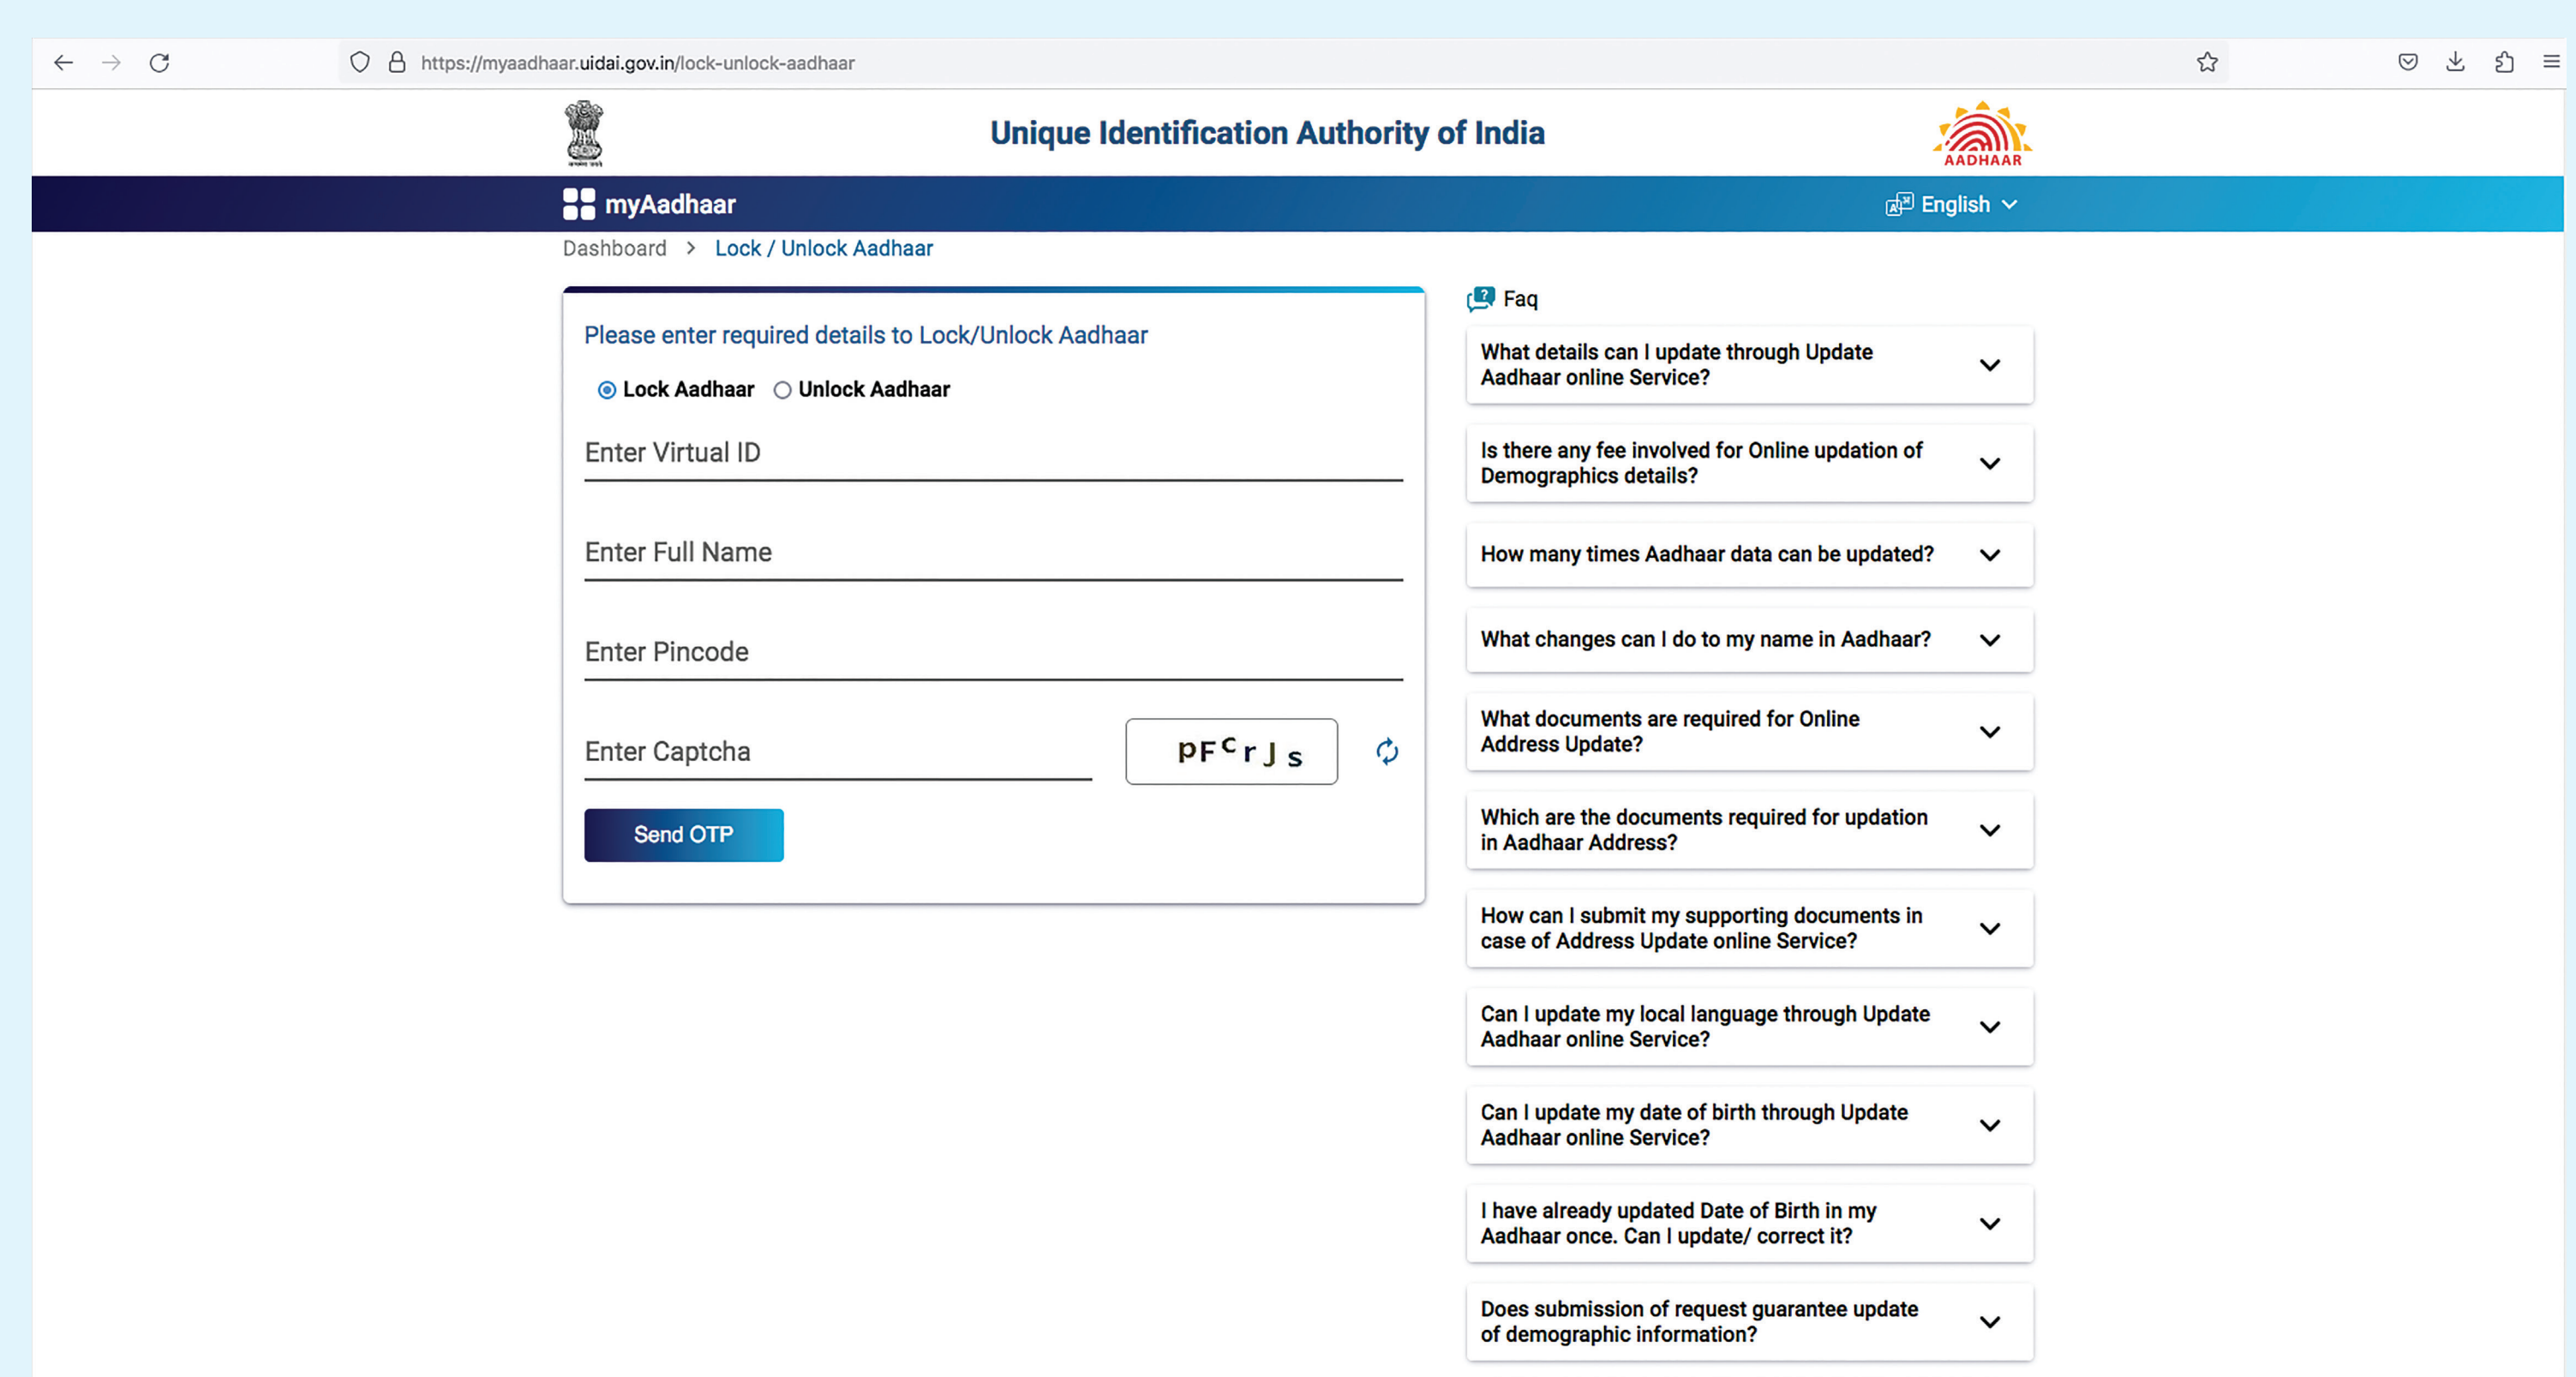 https://myaadhaar.uidai.gov.in/lock-unlock-aadhaar
Unique Identification Authority of India
AADHAAR
myAadhaar
English
Dashboard > Lock / Unlock Aadhaar
Please enter required details to Lock/Unlock Aadhaar
Lock Aadhaar Unlock Aadhaar
Enter Virtual ID
Enter Full Name
Enter Pincode
Enter Captcha
pFCrJs
Send OTP
Faq
What details can I update through Update
Aadhaar online Service?
Is there any fee involved for Online updation of
Demographics details?
How many times Aadhaar data can be updated?
What changes can I do to my name in Aadhaar?
What documents are required for Online
Address Update?
Which are the documents required for updation
in Aadhaar Address?
How can I submit my supporting documents in
case of Address Update online Service?
Can I update my local language through Update
Aadhaar online Service?
Can I update my date of birth through Update
Aadhaar online Service?
I have already updated Date of Birth in my
Aadhaar once. Can I update/ correct it?
Does submission of request guarantee update
of demographic information?